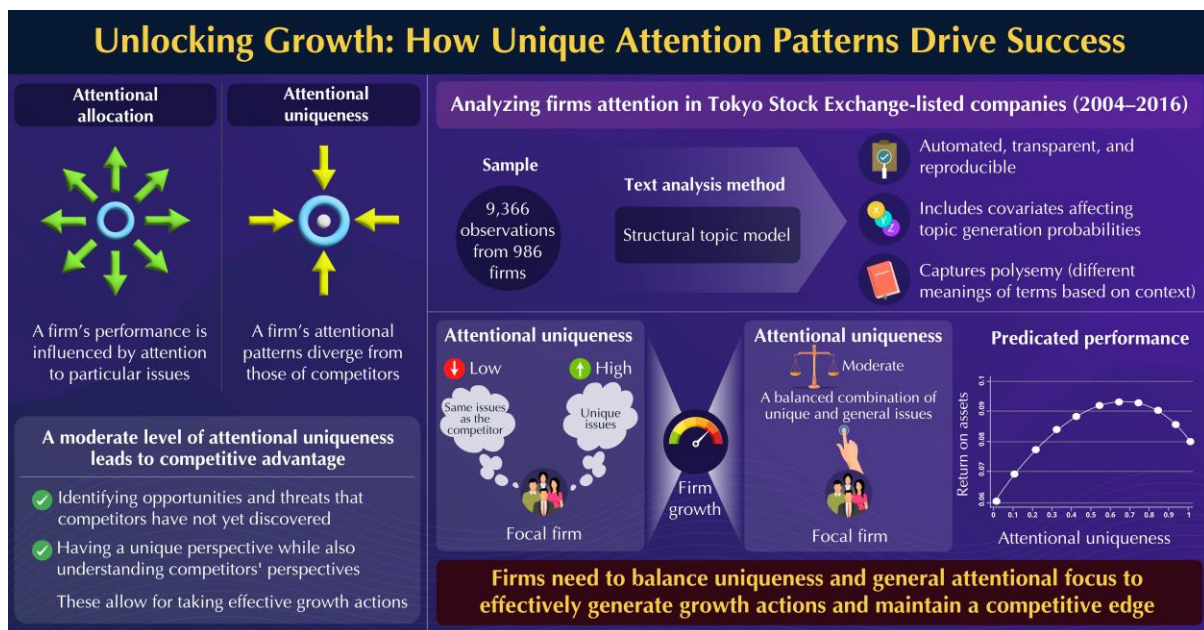 Unlocking Growth: How Unique Attention Patterns Drive Success
Attentional
allocation
A firm's performance is
influenced by attention
to particular issues
Attentional
uniqueness
A firm's attentional
patterns diverge from
those of competitors
A moderate level of attentional uniqueness
leads to competitive advantage
Identifying opportunities and threats that
competitors have not yet discovered
Having a unique perspective while also
understanding competitors' perspectives
These allow for taking effective growth actions
Analyzing firms attention in Tokyo Stock Exchange-listed companies (2004–2016)
Sample
9,366
observations
from 986
firms
Text analysis method
Structural topic model
Automated, transparent, and
reproducible
X
Y
Z
Includes covariates affecting
topic generation probabilities
Captures polysemy (different
meanings of terms based on context)
Attentional uniqueness
Low
High
Same issues
as the
competitor
Unique
issues
Focal firm
Firm
growth
Attentional uniqueness
Moderate
A balanced combination of
unique and general issues
Focal firm
Predicated performance
Return on assets
0.1
0.09
0.08
0.07
0.06
0 0.1 0.2 0.3 0.4 0.5 0.6 0.7 0.8 0.9 1
Attentional uniqueness
Firms need to balance uniqueness and general attentional focus to
effectively generate growth actions and maintain a competitive edge